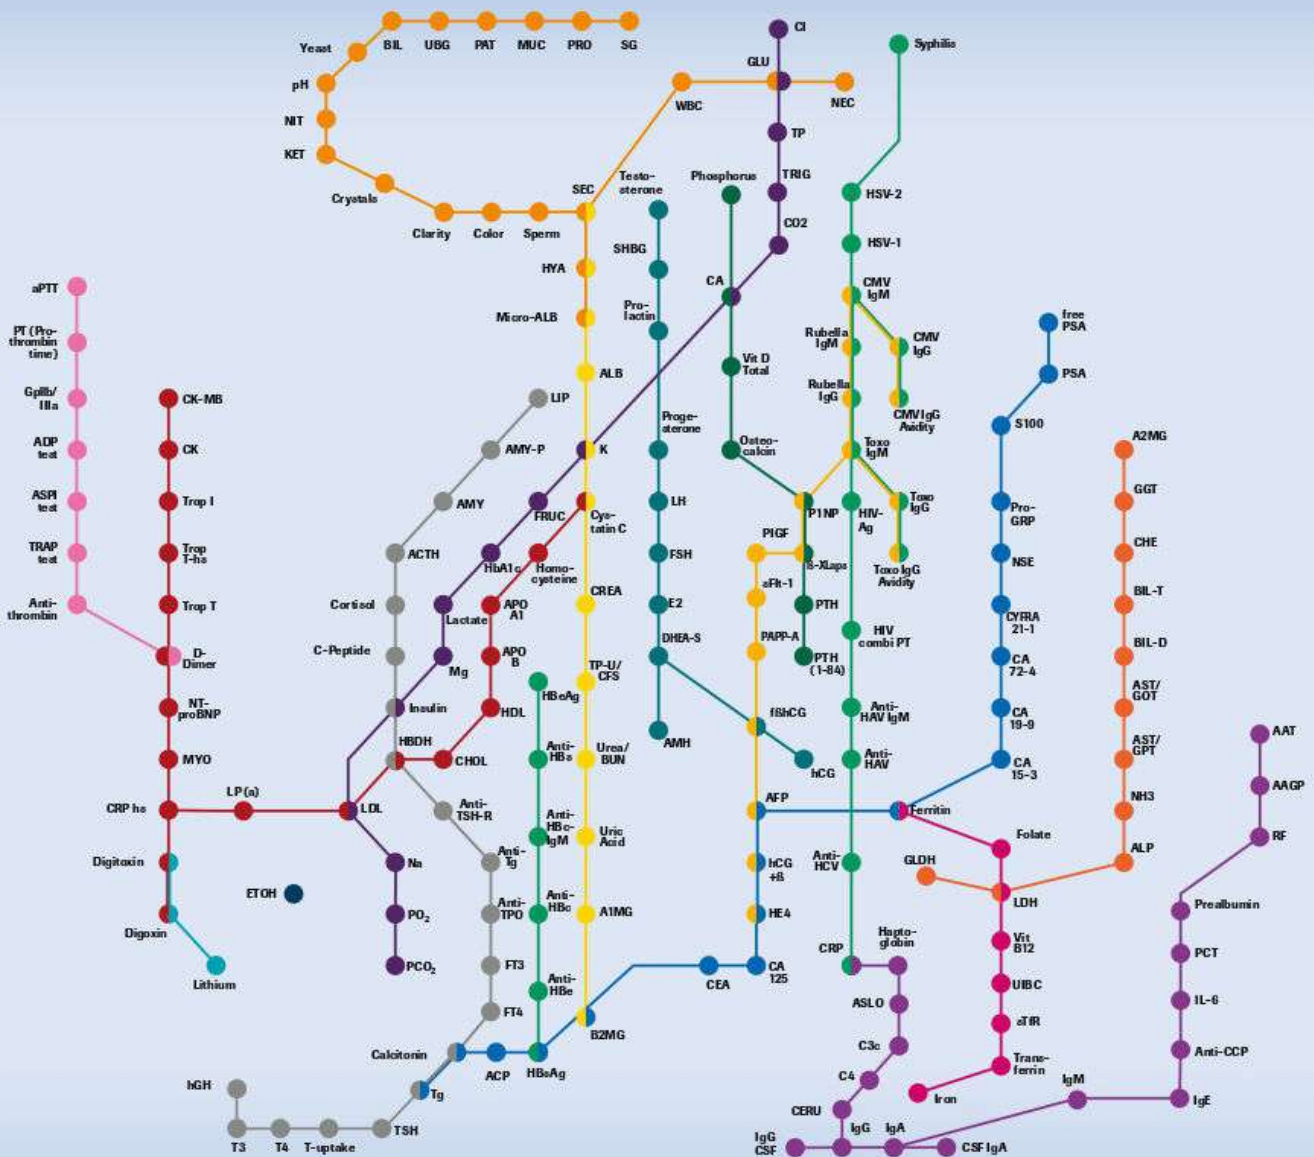 BIL
UBG
PAT
MUC
PRO
SG
Yeast
pH
NIT
KET
Crystals
Clarity
Color
Sperm
SEC
WBC
GLU
NEC
CI
TP
TRIG
CO2
CA
Syphilis
HSV-2
HSV-1
CMV
IgM
CMV
IgG
CMV IgG
Avidity
Rubella
IgM
Rubella
IgG
Toxo
IgM
Toxo
IgG
Toxo IgG
Avidity
HIV-
Ag
HIV
combi PT
Anti-
HAV IgM
Anti-
HAV
Anti-
HCV
CRP
Testo-
sterone
SHBG
Pro-
lactin
Proge-
sterone
LH
FSH
E2
DHEA-S
AMH
fßhCG
hCG
Phosphorus
Vit D
Total
Osteo-
calcin
P1NP
ß-XLaps
PTH
PTH
(1-84)
PIGF
sFlt-1
PAPP-A
AFP
hCG
+ß
HE4
CA
125
CEA
HYA
Micro-ALB
ALB
K
Cys-
tatin C
CREA
TP-U/
CFS
Urea/
BUN
Uric
Acid
A1MG
B2MG
aPTT
PT (Pro-
thrombin
time)
GpIIb/
IIIa
ADP
test
ASPI
test
TRAP
test
Anti-
thrombin
CK-MB
CK
Trop I
Trop
T-hs
Trop T
D-
Dimer
NT-
proBNP
MYO
CRP hs
LP (a)
LDL
Digitoxin
Digoxin
Lithium
ETOH
LIP
AMY-P
AMY
ACTH
Cortisol
C-Peptide
Insulin
HBDH
Anti-
TSH-R
Anti-
Tg
Anti-
TPO
FT3
FT4
Calcitonin
Tg
TSH
T-uptake
T4
T3
hGH
FRUC
HbA1c
Lactate
Mg
Homo-
cysteine
APO
A1
APO
B
HDL
CHOL
Na
PO2
PCO2
HBeAg
Anti-
HBs
Anti-
HBc-
IgM
Anti-
HBc
Anti-
HBe
HBsAg
ACP
free
PSA
PSA
S100
Pro-
GRP
NSE
CYFRA
21-1
CA
72-4
CA
19-9
CA
15-3
Ferritin
Folate
LDH
GLDH
Vit
B12
UIBC
sTfR
Trans-
ferrin
Iron
A2MG
GGT
CHE
BIL-T
BIL-D
AST/
GOT
AST/
GPT
NH3
ALP
AAT
AAGP
RF
Prealbumin
PCT
IL-6
Anti-CCP
IgE
IgM
Hapto-
globin
ASLO
C3c
C4
CERU
IgG
IgA
IgG
CSF
CSF IgA